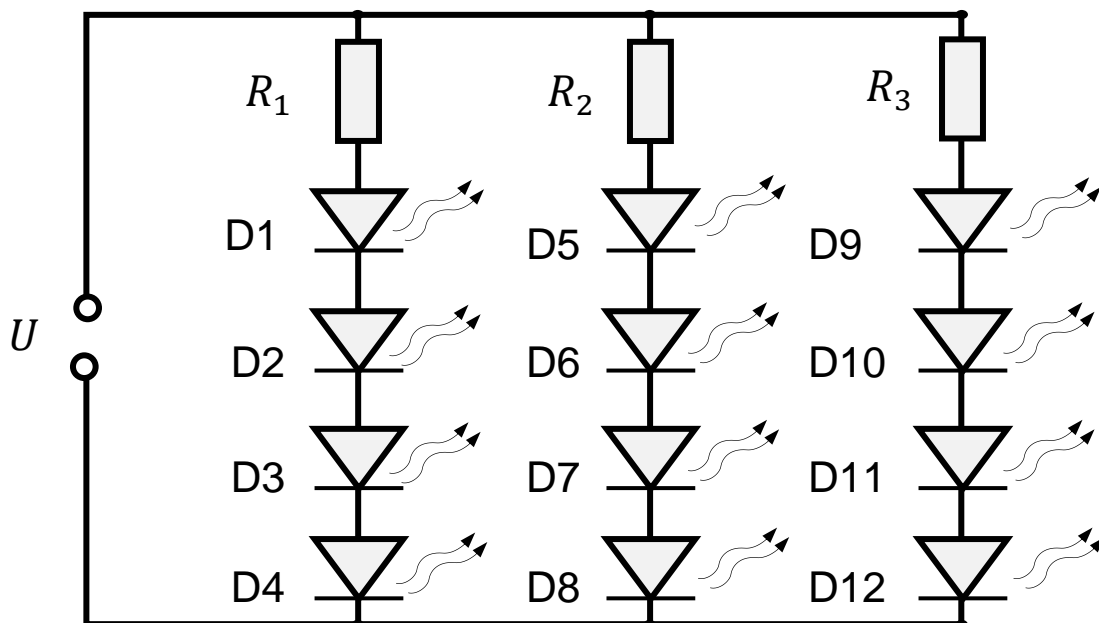 R₁ R₂ R₃
D1 D5 D9
U
D2 D6 D10
D3 D7 D11
D4 D8 D12